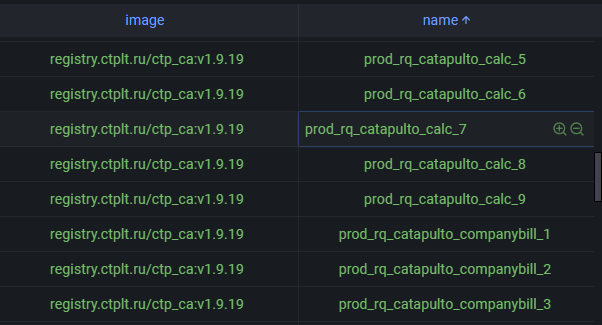 image name ↑
registry.ctplt.ru/ctp_ca:v1.9.19 prod_rq_catapulto_calc_5
registry.ctplt.ru/ctp_ca:v1.9.19 prod_rq_catapulto_calc_6
registry.ctplt.ru/ctp_ca:v1.9.19 prod_rq_catapulto_calc_7
registry.ctplt.ru/ctp_ca:v1.9.19 prod_rq_catapulto_calc_8
registry.ctplt.ru/ctp_ca:v1.9.19 prod_rq_catapulto_calc_9
registry.ctplt.ru/ctp_ca:v1.9.19 prod_rq_catapulto_companybill_1
registry.ctplt.ru/ctp_ca:v1.9.19 prod_rq_catapulto_companybill_2
registry.ctplt.ru/ctp_ca:v1.9.19 prod_rq_catapulto_companybill_3